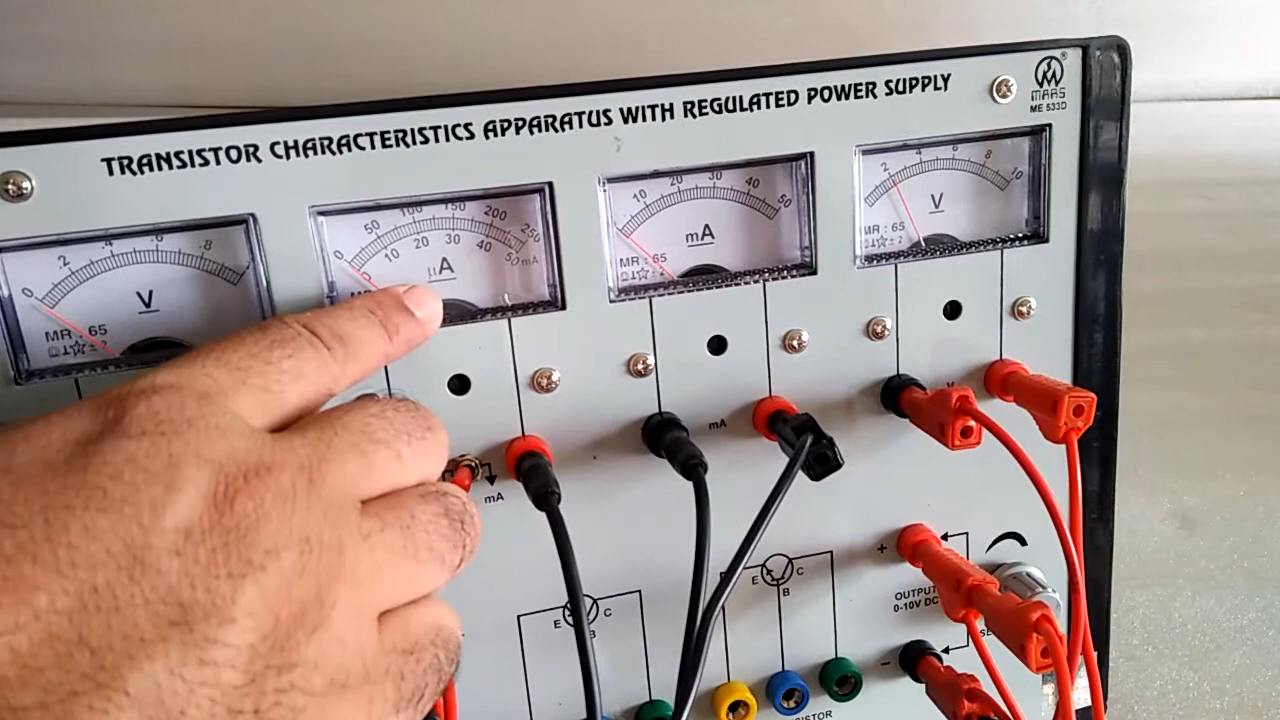 TRANSISTOR CHARACTERISTICS APPARATUS WITH REGULATED POWER SUPPLY
MARS
ME 533D
0 .2 .4 .6 .8
V
MR : 65
0 50 100 150 200 250
0 10 20 30 40 50 mA
µA
10 20 30 40 50
mA
MR : 65
2 4 6 8 10
V
MR : 65
mA
mA
V
E C
B
E C
B
+
OUTPUT
0-10V DC
−